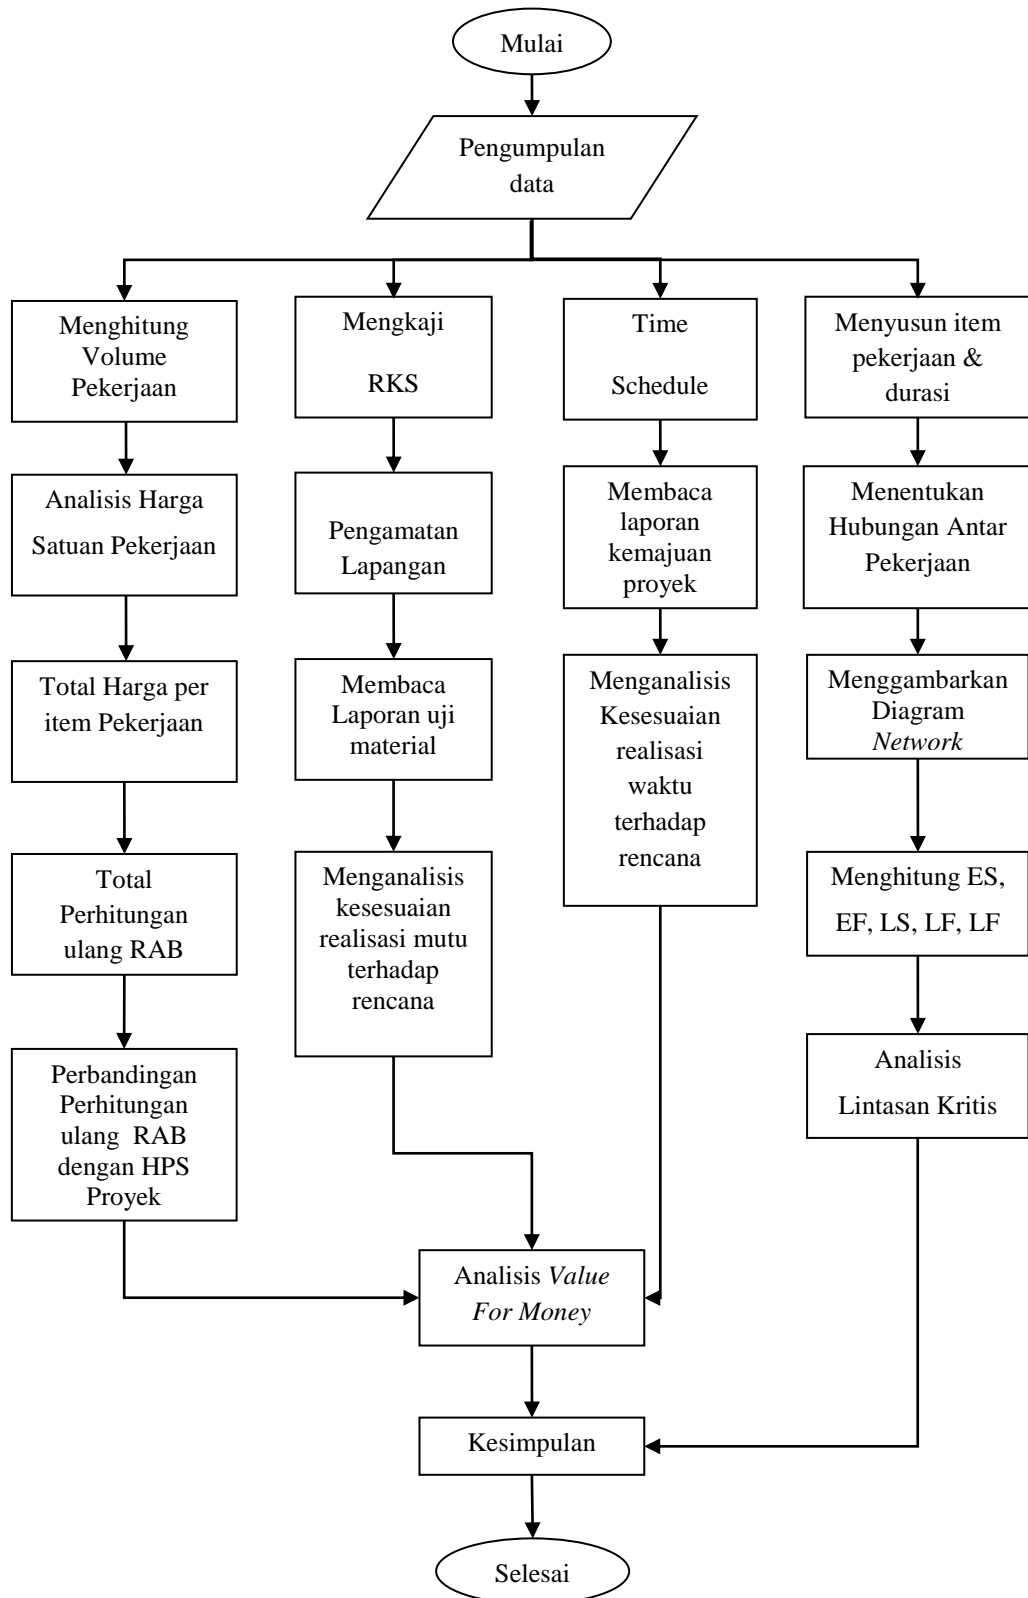 Mulai
Pengumpulan
data
Menghitung
Volume
Pekerjaan
Analisis Harga
Satuan Pekerjaan
Total Harga per
item Pekerjaan
Total
Perhitungan
ulang RAB
Perbandingan
Perhitungan
ulang RAB
dengan HPS
Proyek
Mengkaji
RKS
Pengamatan
Lapangan
Membaca
Laporan uji
material
Menganalisis
kesesuaian
realisasi mutu
terhadap
rencana
Time
Schedule
Membaca
laporan
kemajuan
proyek
Menganalisis
Kesesuaian
realisasi
waktu
terhadap
rencana
Menyusun item
pekerjaan &
durasi
Menentukan
Hubungan Antar
Pekerjaan
Menggambarkan
Diagram
Network
Menghitung ES,
EF, LS, LF, LF
Analisis
Lintasan Kritis
Analisis Value
For Money
Kesimpulan
Selesai